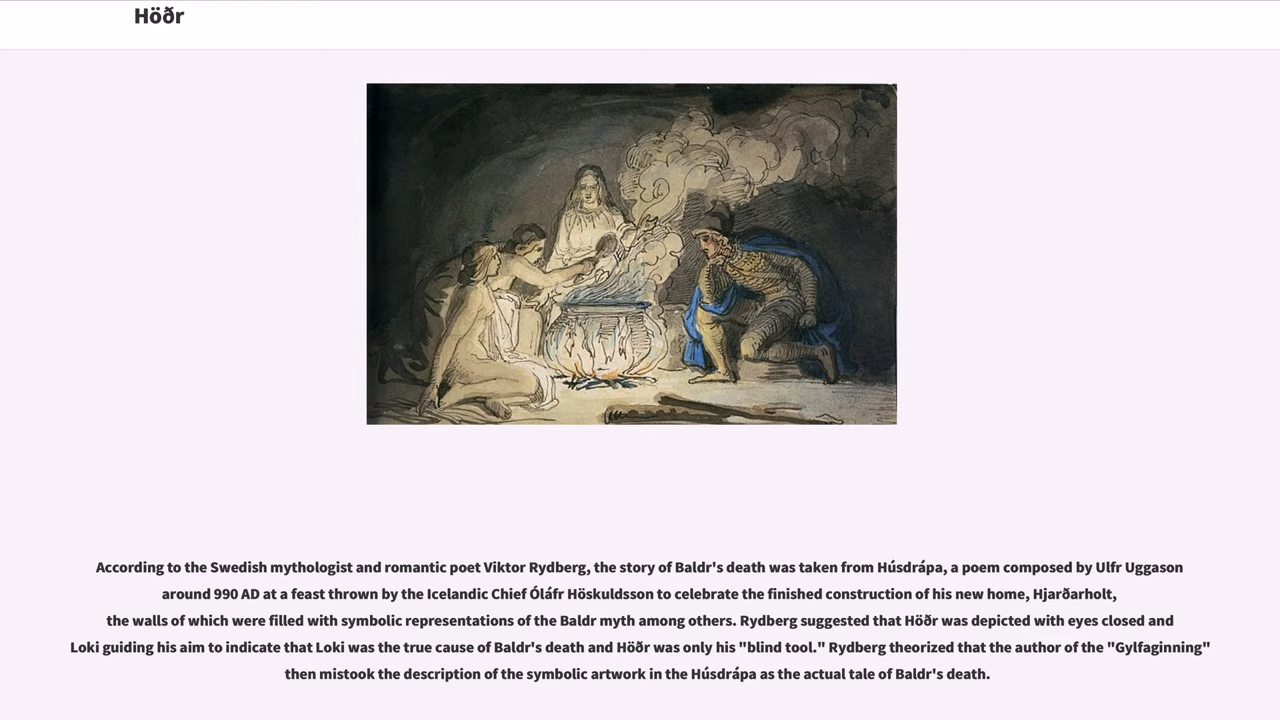 Höðr
According to the Swedish mythologist and romantic poet Viktor Rydberg, the story of Baldr's death was taken from Húsdrápa, a poem composed by Ulfr Uggason
around 990 AD at a feast thrown by the Icelandic Chief Óláfr Höskuldsson to celebrate the finished construction of his new home, Hjarðarholt,
the walls of which were filled with symbolic representations of the Baldr myth among others. Rydberg suggested that Höðr was depicted with eyes closed and
Loki guiding his aim to indicate that Loki was the true cause of Baldr's death and Höðr was only his "blind tool." Rydberg theorized that the author of the "Gylfaginning"
then mistook the description of the symbolic artwork in the Húsdrápa as the actual tale of Baldr's death.